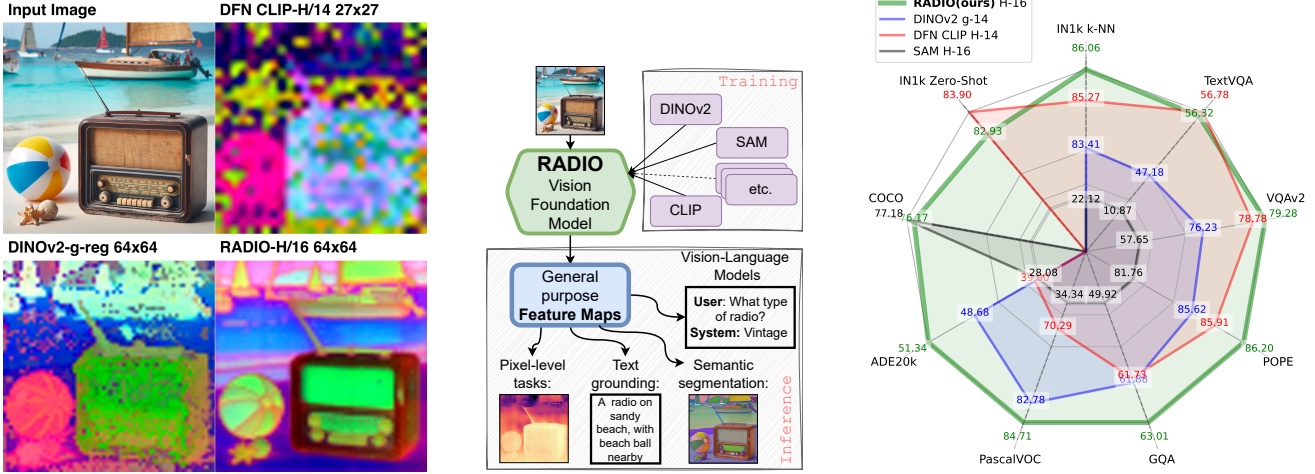 Input Image
DFN CLIP-H/14 27x27
DINOv2-g-reg 64x64
RADIO-H/16 64x64
Training
DINOv2
SAM
etc.
CLIP
RADIO
Vision
Foundation
Model
General
purpose
Feature Maps
Vision-Language
Models
User: What type
of radio?
System: Vintage
Pixel-level
tasks:
Text
grounding:
A radio on
sandy
beach, with
beach ball
nearby
Semantic
segmentation:
Inference
RADIO(ours) H-16
DINOv2 g-14
DFN CLIP H-14
SAM H-16
IN1k k-NN
86.06
85.27
83.41
22.12
TextVQA
56.78
56.32
47.18
10.87
VQAv2
79.28
78.78
76.23
57.65
POPE
86.20
85.91
85.62
81.76
GQA
63.01
61.73
61.88
49.92
PascalVOC
84.71
82.78
70.29
34.34
ADE20k
51.34
48.68
28.08
COCO
77.18
76.17
IN1k Zero-Shot
83.90
82.93